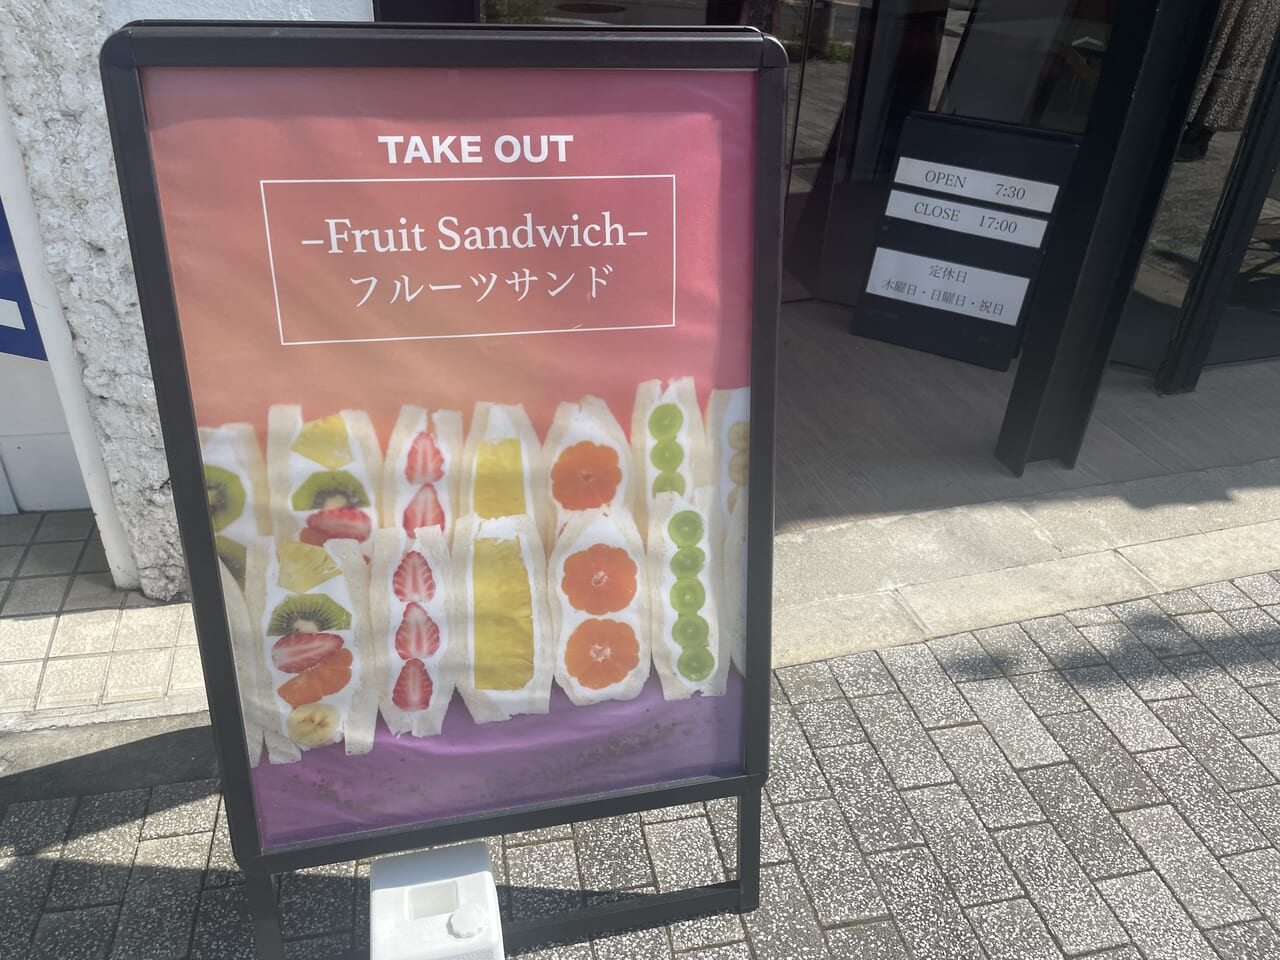 TAKE OUT
–Fruit Sandwich–
フルーツサンド
OPEN 7:30
CLOSE 17:00
定休日
木曜日・日曜日・祝日